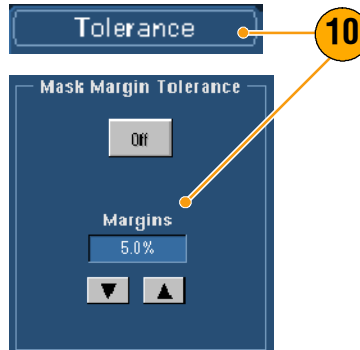 Tolerance
10
Mask Margin Tolerance
Off
Margins
5.0%